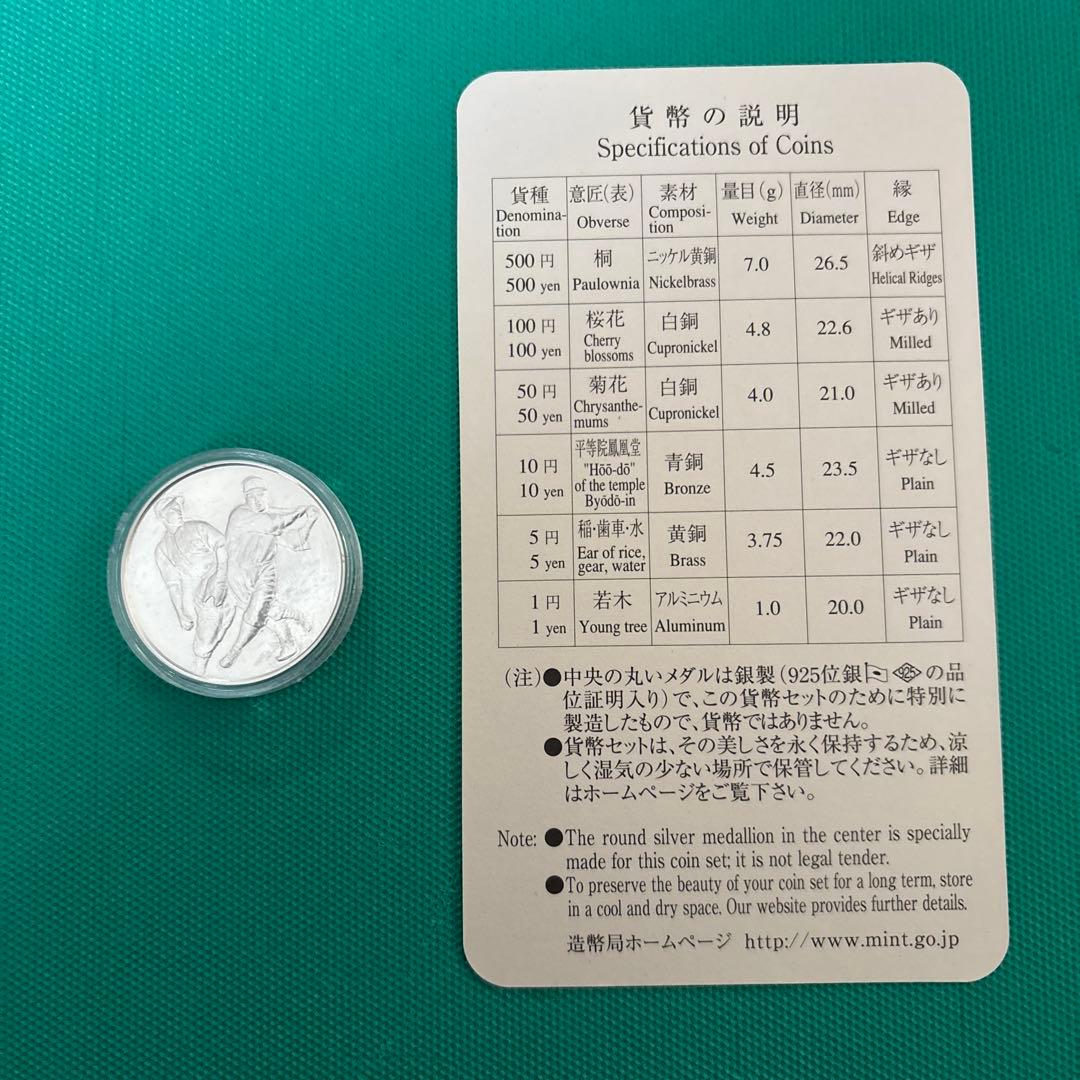 貨幣の説明
Specifications of Coins
貨種 意匠(表) 素材 量目(g) 直径(mm) 縁
Denomina-tion Obverse Composi-tion Weight Diameter Edge
500 円 桐 ニッケル黄銅 7.0 26.5 斜めギザ
500 yen Paulownia Nickelbrass Helical Ridges
100 円 桜花 白銅 4.8 22.6 ギザあり
100 yen Cherry blossoms Cupronickel Milled
50 円 菊花 白銅 4.0 21.0 ギザあり
50 yen Chrysanthe-mums Cupronickel Milled
10 円 平等院鳳凰堂 青銅 4.5 23.5 ギザなし
10 yen "Hōō-dō" of the temple Byōdō-in Bronze Plain
5 円 稲・歯車・水 黄銅 3.75 22.0 ギザなし
5 yen Ear of rice, gear, water Brass Plain
1 円 若木 アルミニウム 1.0 20.0 ギザなし
1 yen Young tree Aluminum Plain
(注)●中央の丸いメダルは銀製(925位銀 925 の品
位証明入り)で、この貨幣セットのために特別に
製造したもので、貨幣ではありません。
●貨幣セットは、その美しさを永く保持するため、涼
しく湿気の少ない場所で保管してください。詳細
はホームページをご覧下さい。
Note: ●The round silver medallion in the center is specially
made for this coin set; it is not legal tender.
●To preserve the beauty of your coin set for a long term, store
in a cool and dry space. Our website provides further details.
造幣局ホームページ http://www.mint.go.jp